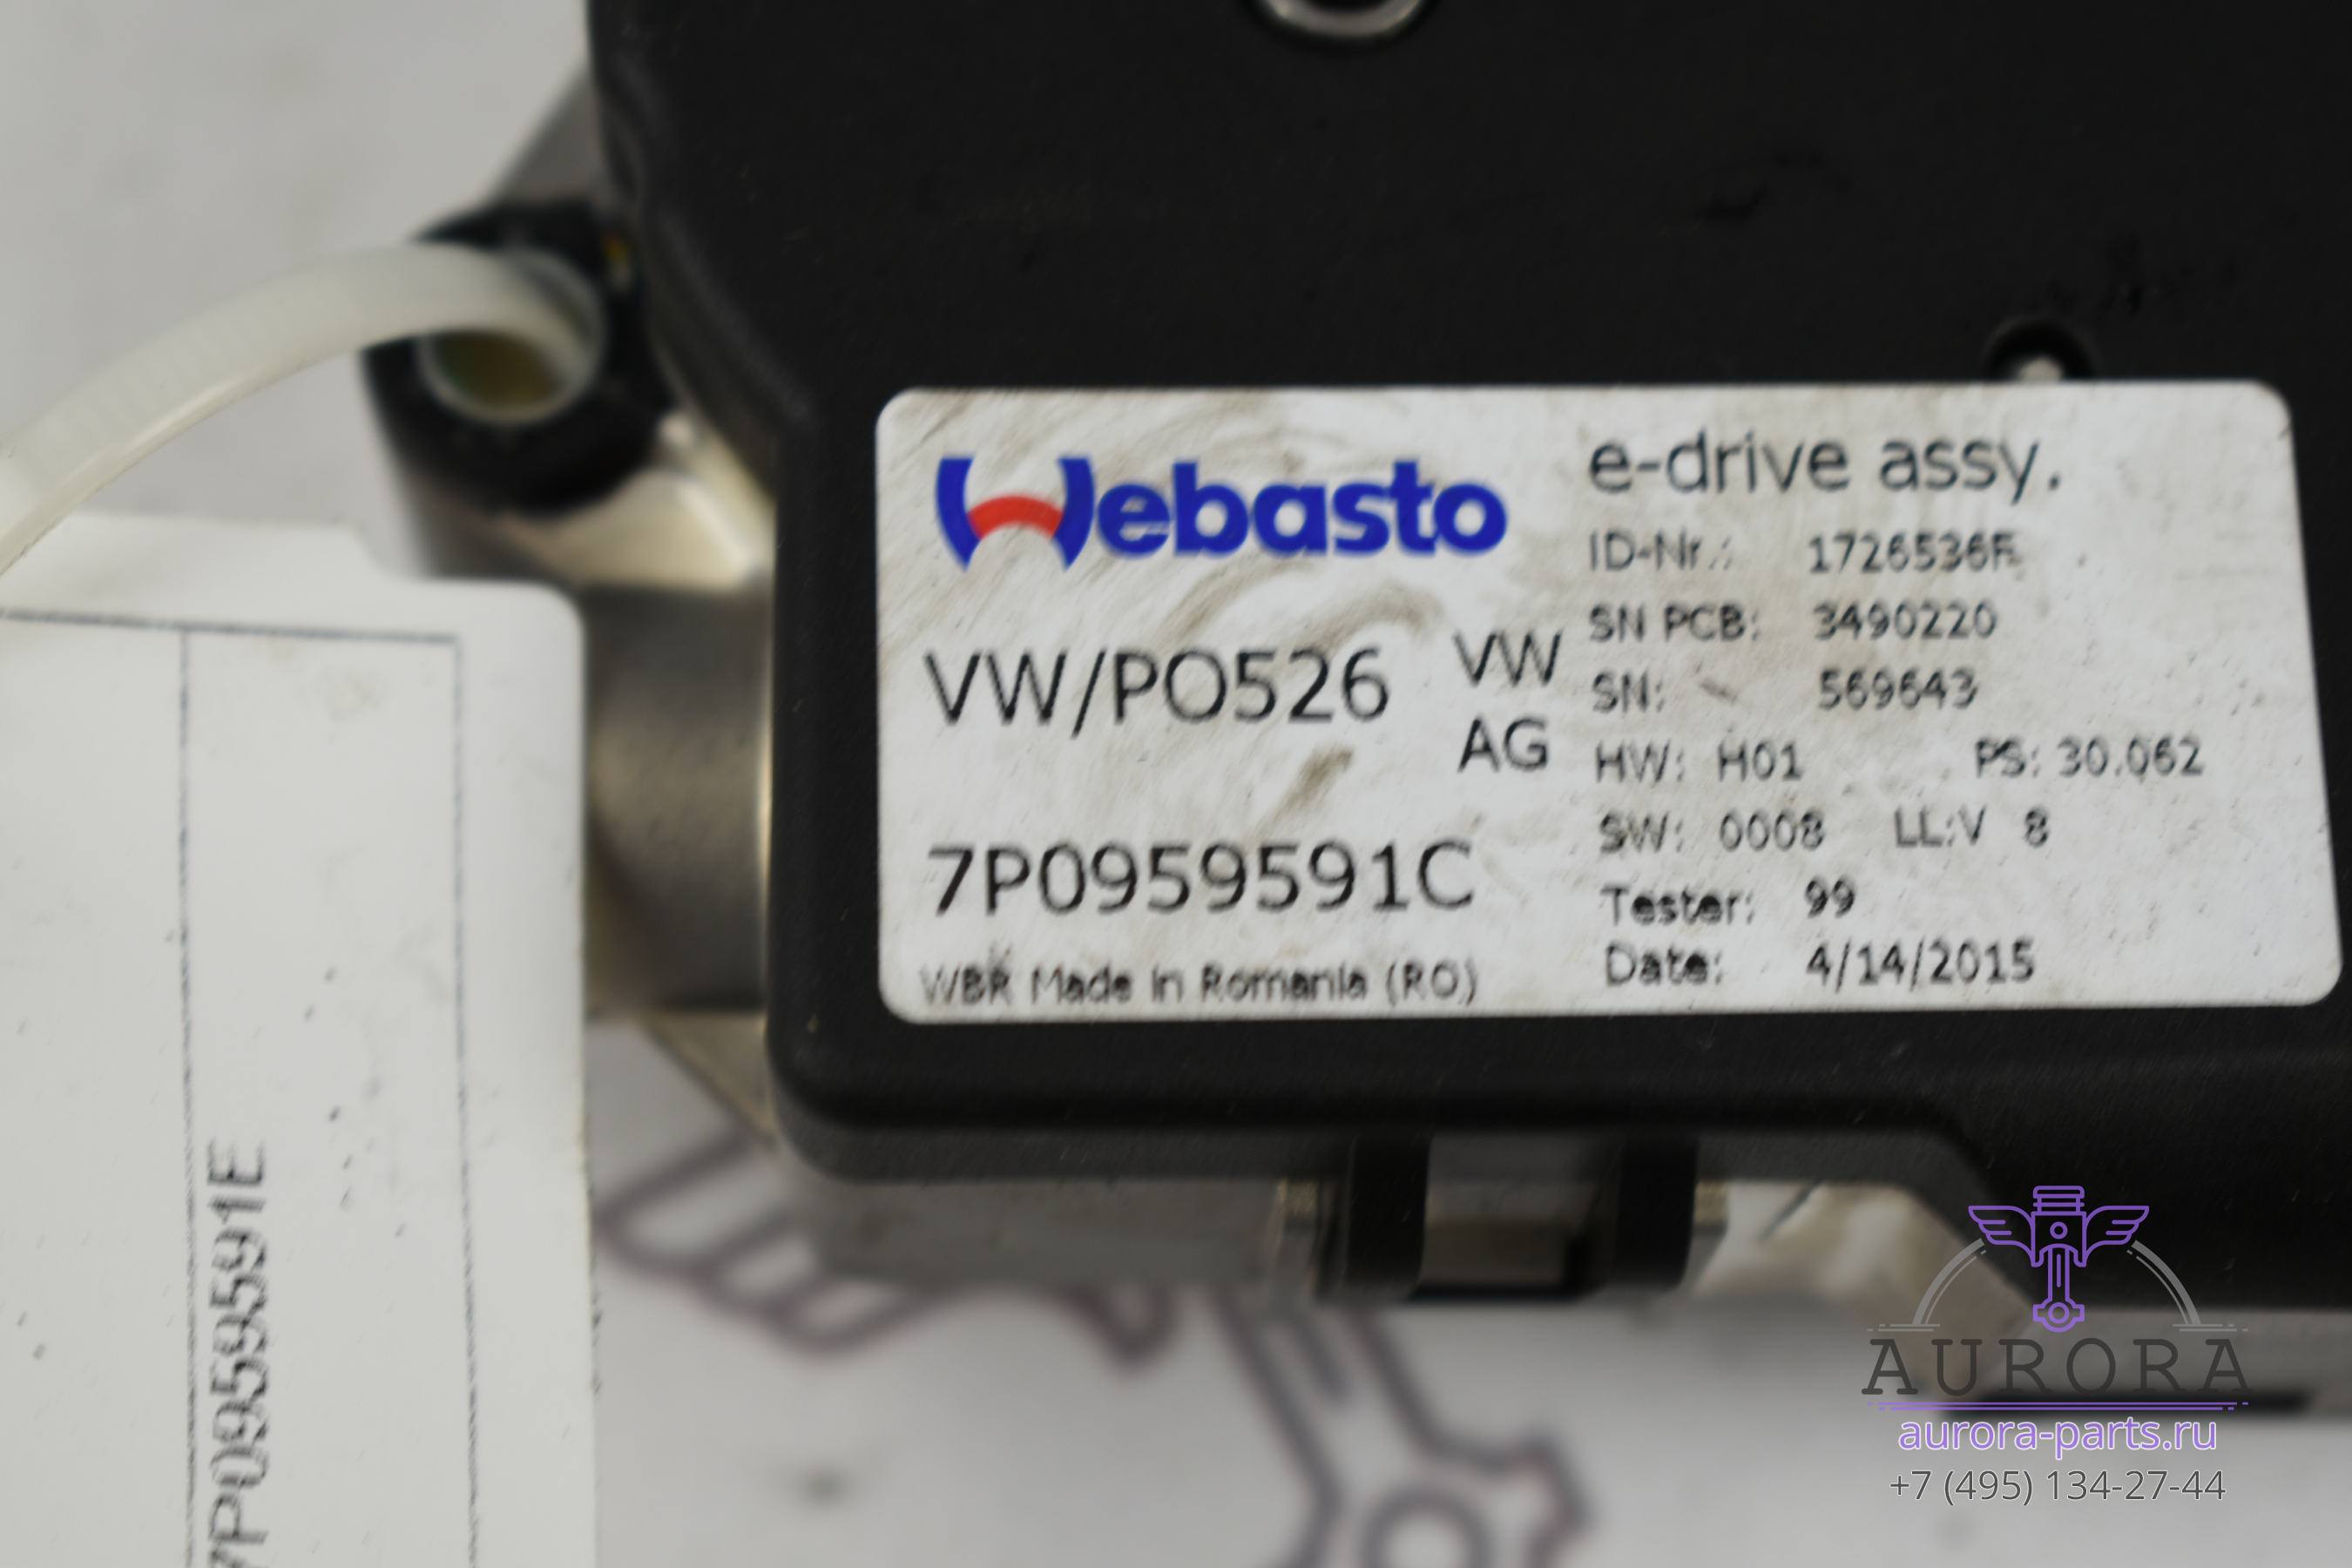 Webasto
VW/PO526
VW
AG
7P0959591C
WBR Made in Romania (RO)
e-drive assy.
ID-Nr.: 1726536F
SN PCB: 3490220
SN: 569643
HW: H01 PS: 30.062
SW: 0008 LL:V 8
Tester: 99
Date: 4/14/2015
7P0959591E
AURORA
aurora-parts.ru
+7 (495) 134-27-44